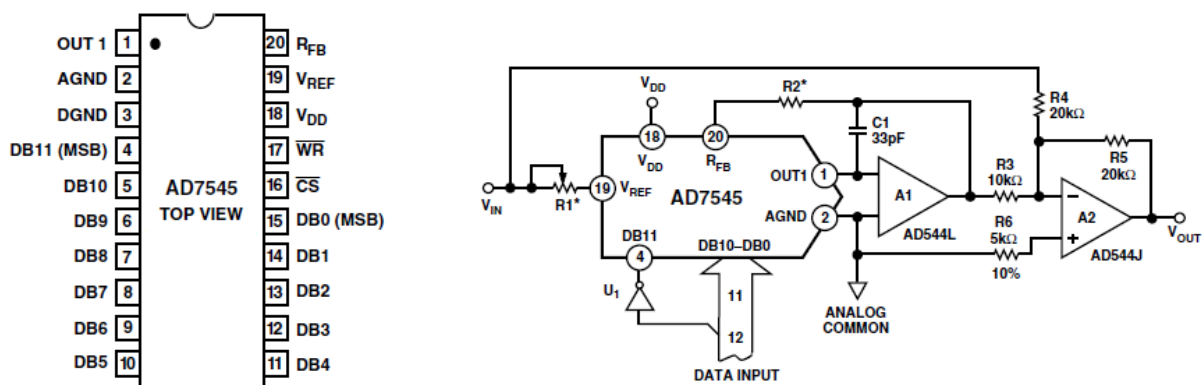 OUT 1 1
AGND 2
DGND 3
DB11 (MSB) 4
DB10 5
DB9 6
DB8 7
DB7 8
DB6 9
DB5 10
AD7545
TOP VIEW
20 RFB
19 VREF
18 VDD
17 WR
16 CS
15 DB0 (MSB)
14 DB1
13 DB2
12 DB3
11 DB4
VIN
R1*
19 VREF
VDD
18
VDD
20
RFB
R2*
C1
33pF
AD7545
OUT1 1
AGND 2
DB11
4
DB10–DB0
U1
11
12
DATA INPUT
A1
AD544L
ANALOG
COMMON
R3
10kΩ
R4
20kΩ
R5
20kΩ
R6
5kΩ
10%
−
+
A2
AD544J
VOUT